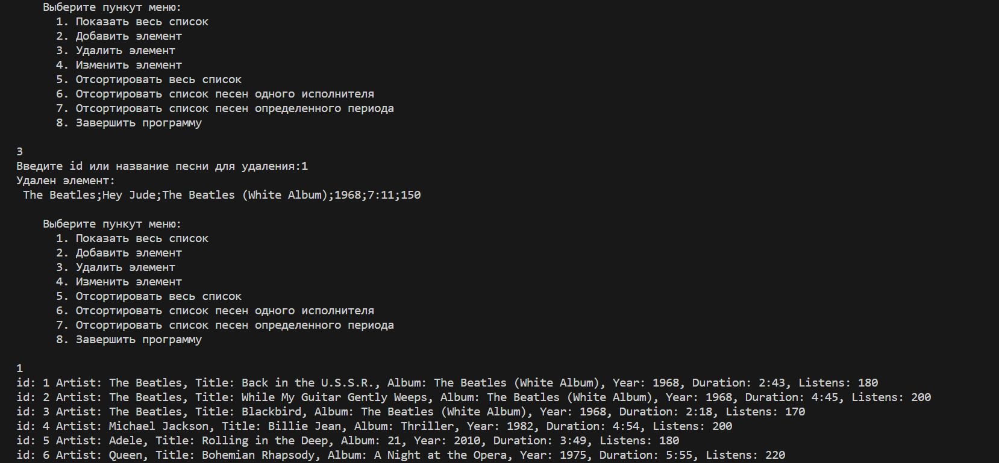 Выберите пункут меню:
1. Показать весь список
2. Добавить элемент
3. Удалить элемент
4. Изменить элемент
5. Отсортировать весь список
6. Отсортировать список песен одного исполнителя
7. Отсортировать список песен определенного периода
8. Завершить программу
3
Введите id или название песни для удаления:1
Удален элемент:
The Beatles;Hey Jude;The Beatles (White Album);1968;7:11;150
Выберите пункут меню:
1. Показать весь список
2. Добавить элемент
3. Удалить элемент
4. Изменить элемент
5. Отсортировать весь список
6. Отсортировать список песен одного исполнителя
7. Отсортировать список песен определенного периода
8. Завершить программу
1
id: 1 Artist: The Beatles, Title: Back in the U.S.S.R., Album: The Beatles (White Album), Year: 1968, Duration: 2:43, Listens: 180
id: 2 Artist: The Beatles, Title: While My Guitar Gently Weeps, Album: The Beatles (White Album), Year: 1968, Duration: 4:45, Listens: 200
id: 3 Artist: The Beatles, Title: Blackbird, Album: The Beatles (White Album), Year: 1968, Duration: 2:18, Listens: 170
id: 4 Artist: Michael Jackson, Title: Billie Jean, Album: Thriller, Year: 1982, Duration: 4:54, Listens: 200
id: 5 Artist: Adele, Title: Rolling in the Deep, Album: 21, Year: 2010, Duration: 3:49, Listens: 180
id: 6 Artist: Queen, Title: Bohemian Rhapsody, Album: A Night at the Opera, Year: 1975, Duration: 5:55, Listens: 220